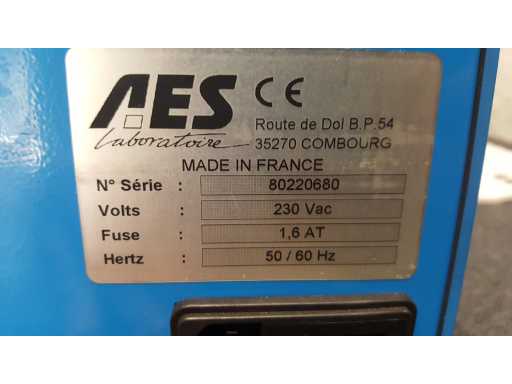 AES CE
Laboratoire
Route de Dol B.P.54
35270 COMBOURG
MADE IN FRANCE
N° Série : 80220680
Volts : 230 Vac
Fuse : 1,6 AT
Hertz : 50 / 60 Hz